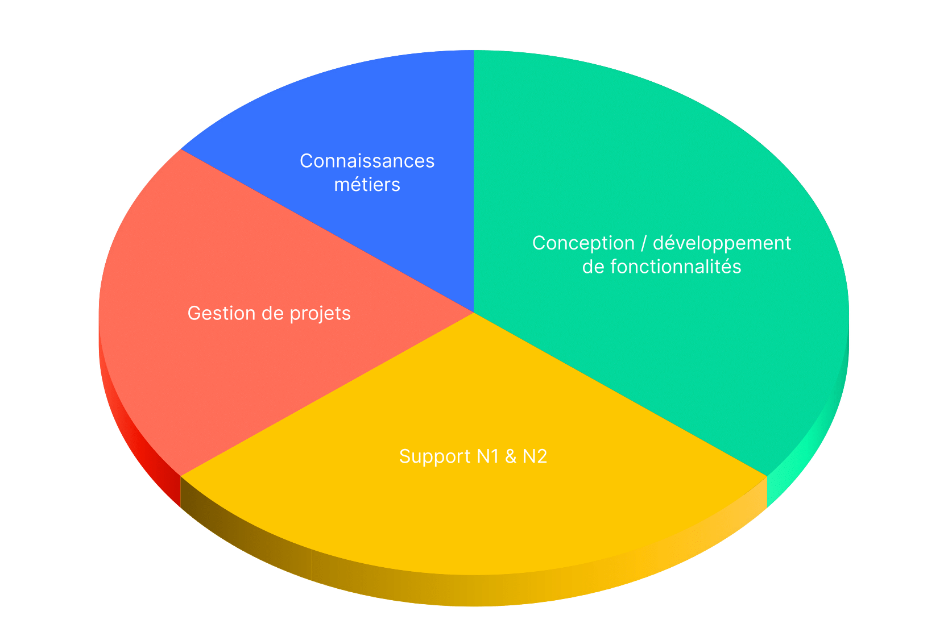 Connaissances
métiers
Conception / développement
de fonctionnalités
Gestion de projets
Support N1 & N2